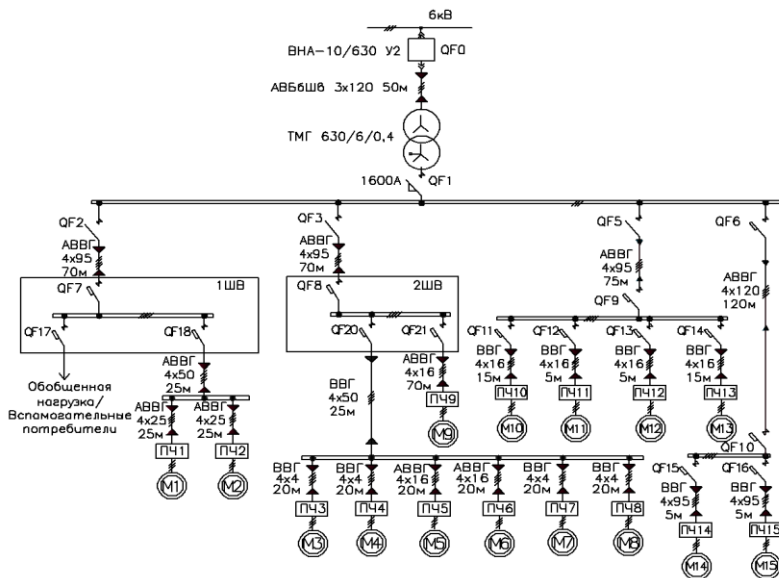 6кВ
ВНА-10/630 У2
QF0
АВБбШв 3х120 50м
ТМГ 630/6/0,4
1600А
QF1
QF2
QF3
QF5
QF6
АВВГ
4х95
70м
АВВГ
4х95
70м
АВВГ
4х95
75м
АВВГ
4х120
120м
QF7
1ШВ
QF8
2ШВ
QF9
QF17
QF18
QF20
QF21
QF11
QF12
QF13
QF14
АВВГ
4х50
25м
ВВГ
4х50
25м
АВВГ
4х16
70м
ВВГ
4х16
15м
ВВГ
4х16
5м
ВВГ
4х16
5м
ВВГ
4х16
15м
Обобщенная
нагрузка/
Вспомогательные
потребители
АВВГ
4х25
25м
АВВГ
4х25
25м
ПЧ9
ПЧ10
ПЧ11
ПЧ12
ПЧ13
М9
М10
М11
М12
М13
ПЧ1
ПЧ2
М1
М2
QF10
QF15
QF16
ВВГ
4х4
20м
ВВГ
4х4
20м
АВВГ
4х16
20м
АВВГ
4х16
20м
ВВГ
4х4
20м
ВВГ
4х4
20м
ВВГ
4х95
5м
ВВГ
4х95
5м
ПЧ3
ПЧ4
ПЧ5
ПЧ6
ПЧ7
ПЧ8
ПЧ14
ПЧ15
М3
М4
М5
М6
М7
М8
М14
М15